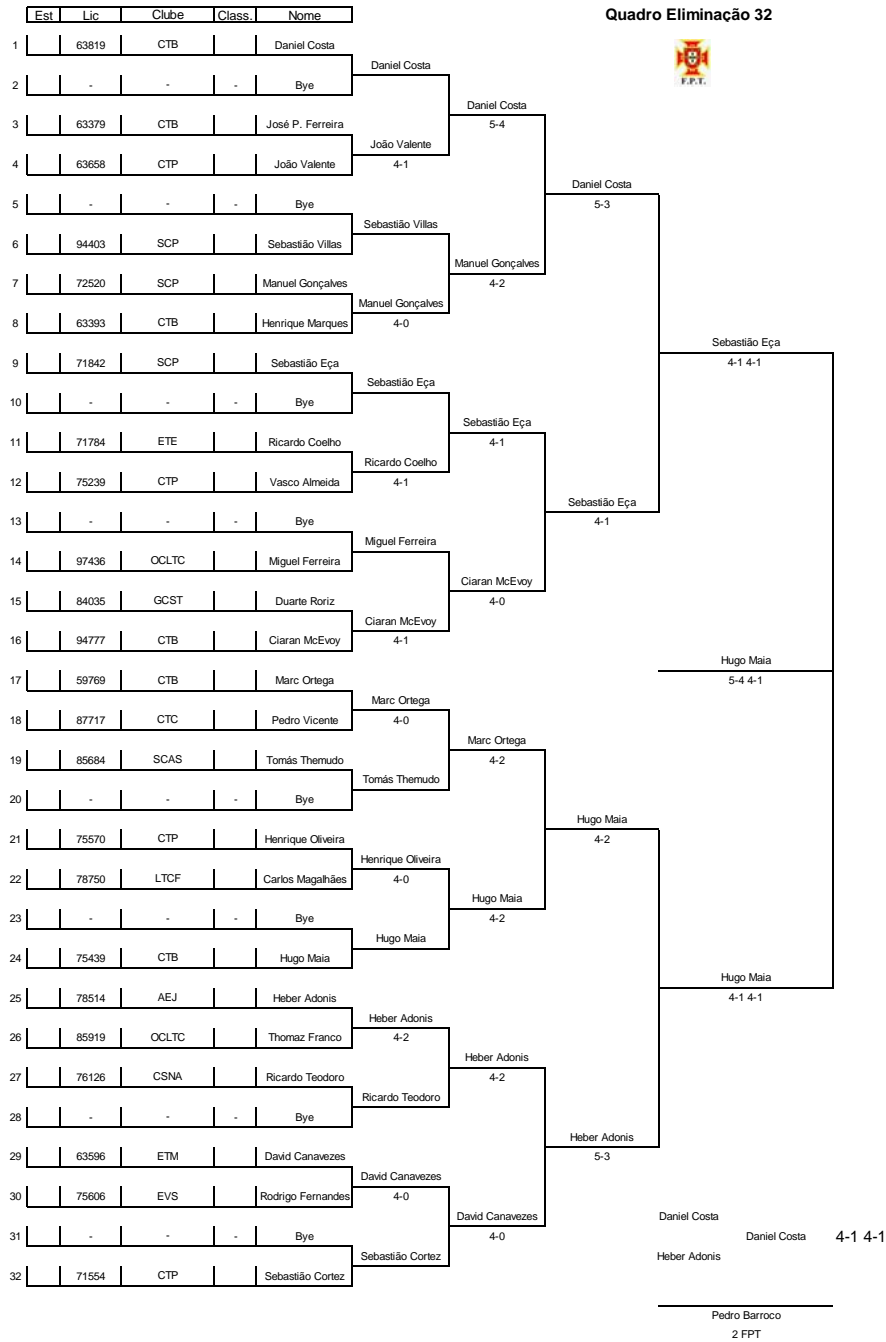 Est Lic Clube Class. Nome
Quadro Eliminação 32
F.P.T.
1 63819 CTB Daniel Costa
Daniel Costa
2 - - - Bye
Daniel Costa
5-4
3 63379 CTB José P. Ferreira
João Valente
4-1
4 63658 CTP João Valente
Daniel Costa
5-3
5 - - - Bye
Sebastião Villas
6 94403 SCP Sebastião Villas
Manuel Gonçalves
4-2
7 72520 SCP Manuel Gonçalves
Manuel Gonçalves
4-0
8 63393 CTB Henrique Marques
Sebastião Eça
4-1 4-1
9 71842 SCP Sebastião Eça
Sebastião Eça
10 - - - Bye
Sebastião Eça
4-1
11 71784 ETE Ricardo Coelho
Ricardo Coelho
4-1
12 75239 CTP Vasco Almeida
Sebastião Eça
4-1
13 - - - Bye
Miguel Ferreira
14 97436 OCLTC Miguel Ferreira
Ciaran McEvoy
4-0
15 84035 GCST Duarte Roriz
Ciaran McEvoy
4-1
16 94777 CTB Ciaran McEvoy
Hugo Maia
5-4 4-1
17 59769 CTB Marc Ortega
Marc Ortega
4-0
18 87717 CTC Pedro Vicente
Marc Ortega
4-2
19 85684 SCAS Tomás Themudo
Tomás Themudo
20 - - - Bye
Hugo Maia
4-2
21 75570 CTP Henrique Oliveira
Henrique Oliveira
4-0
22 78750 LTCF Carlos Magalhães
Hugo Maia
4-2
23 - - - Bye
Hugo Maia
24 75439 CTB Hugo Maia
Hugo Maia
4-1 4-1
25 78514 AEJ Heber Adonis
Heber Adonis
4-2
26 85919 OCLTC Thomaz Franco
Heber Adonis
4-2
27 76126 CSNA Ricardo Teodoro
Ricardo Teodoro
28 - - - Bye
Heber Adonis
5-3
29 63596 ETM David Canavezes
David Canavezes
4-0
30 75606 EVS Rodrigo Fernandes
David Canavezes
4-0
31 - - - Bye
Sebastião Cortez
32 71554 CTP Sebastião Cortez
Daniel Costa
Daniel Costa 4-1 4-1
Heber Adonis
Pedro Barroco
2 FPT